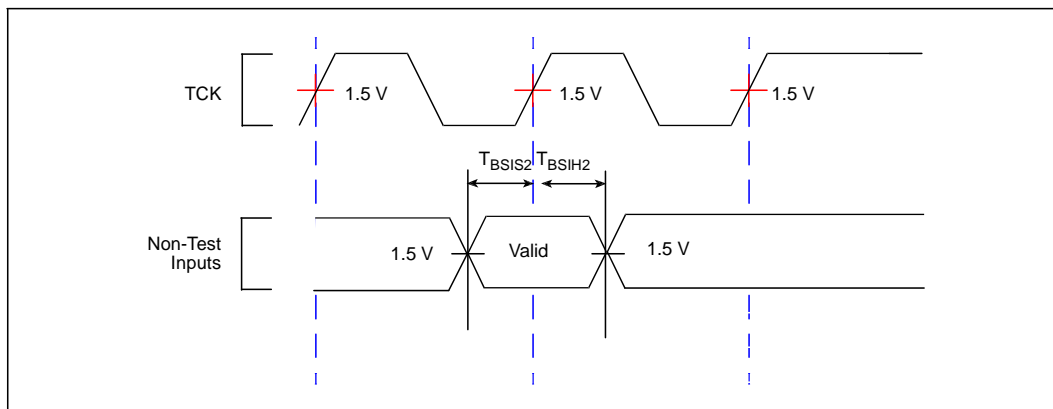 TCK
1.5 V
1.5 V
1.5 V
TBSIS2
TBSIH2
Non-Test
Inputs
1.5 V
Valid
1.5 V